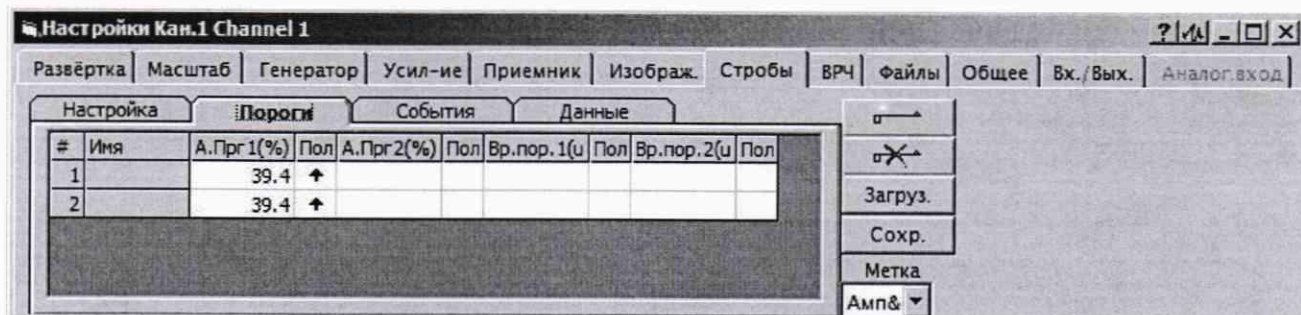 Настройки Кан.1 Channel 1
Развёртка Масштаб Генератор Усил-ие Приемник Изображ. Стробы ВРЧ Файлы Общее Вх./Вых. Аналог.вход
Настройка Пороги События Данные
# Имя А.Прг1(%) Пол А.Прг2(%) Пол Вр.пор.1(u Пол Вр.пор.2(u Пол
1 39.4 ↑
2 39.4 ↑
Загруз.
Сохр.
Метка
Амп&